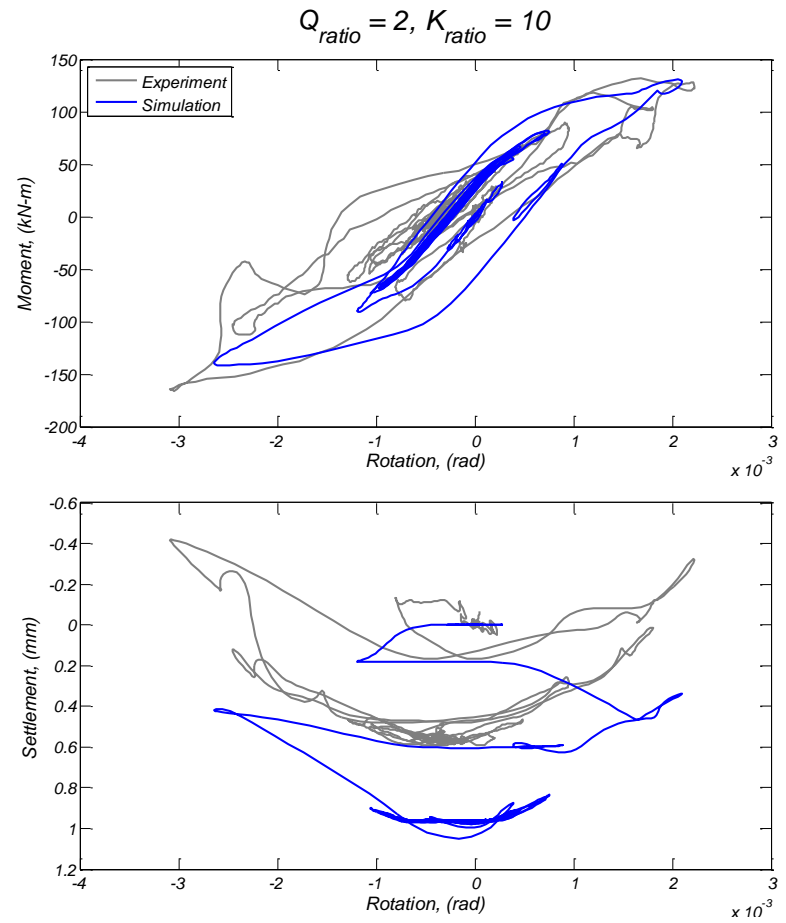 Q_ratio = 2, K_ratio = 10
150
100
50
0
-50
-100
-150
-200
Moment, (kN-m)
Experiment
Simulation
-4 -3 -2 -1 0 1 2 3
Rotation, (rad)
x 10^-3
-0.6
-0.4
-0.2
0
0.2
0.4
0.6
0.8
1
1.2
Settlement, (mm)
-4 -3 -2 -1 0 1 2 3
Rotation, (rad)
x 10^-3